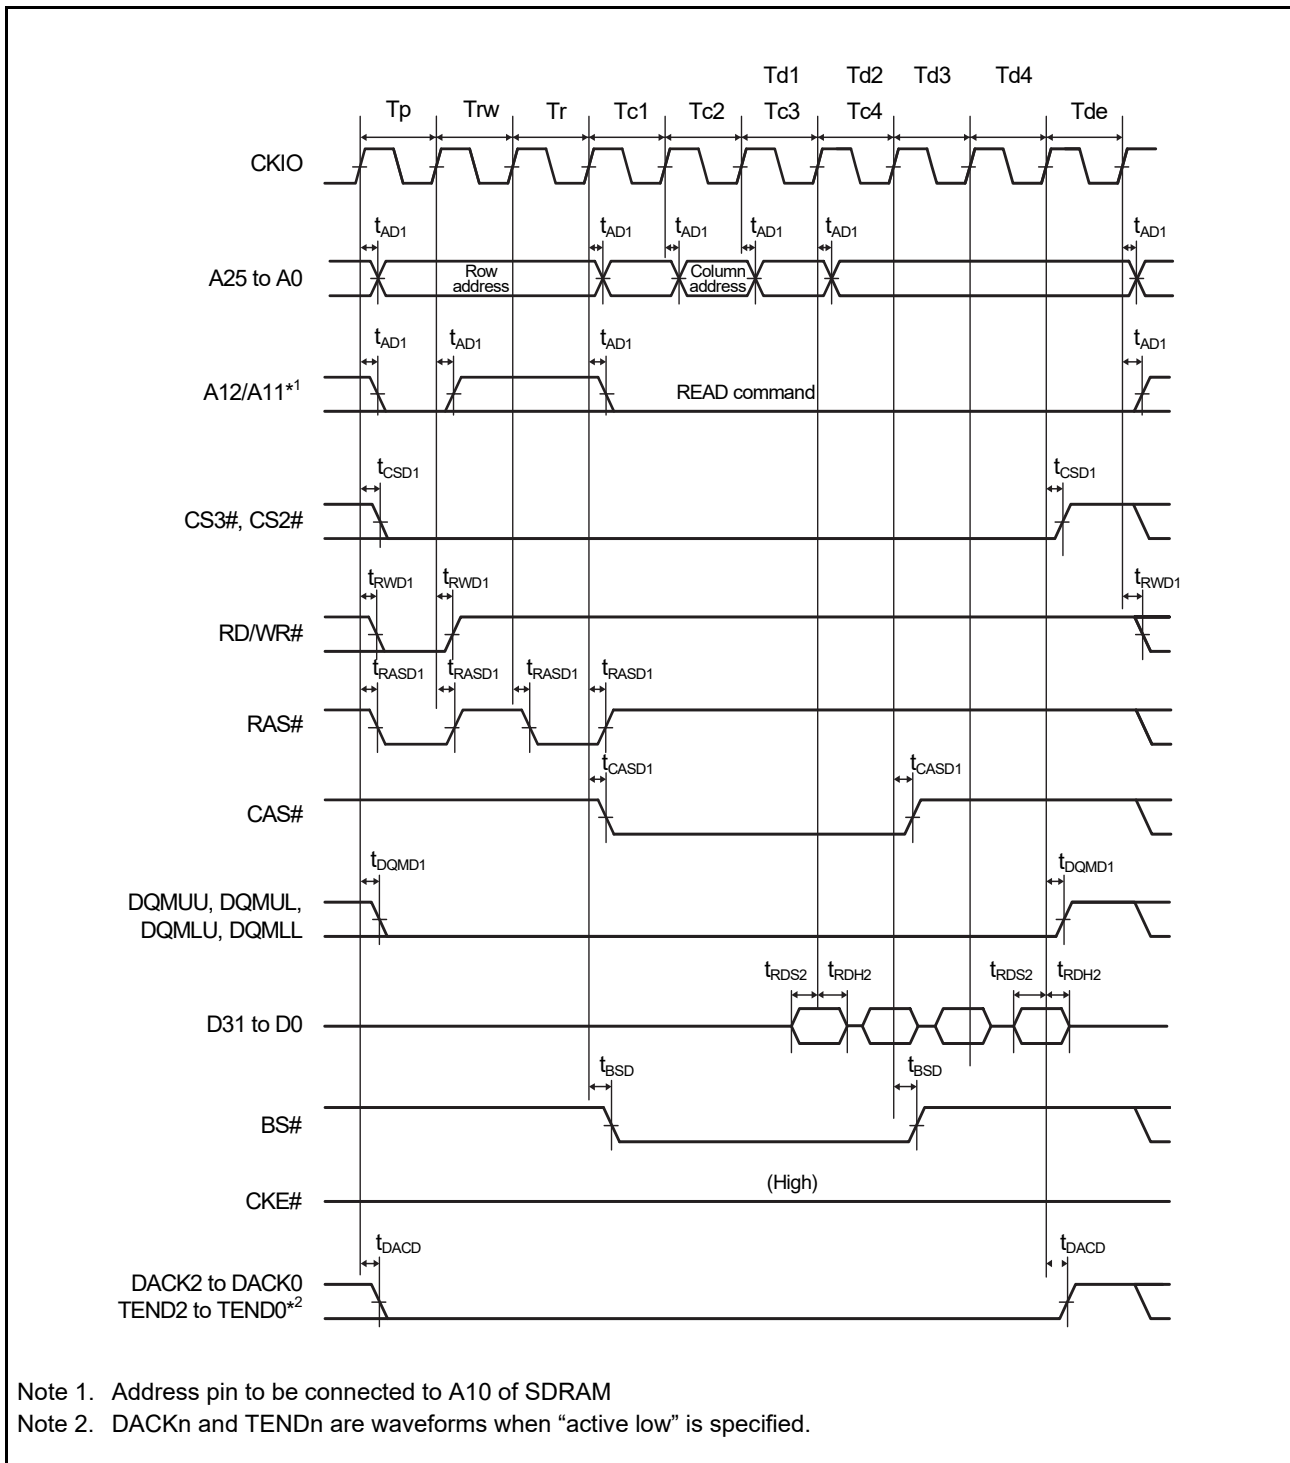 Td1 Td2 Td3 Td4
Tp Trw Tr Tc1 Tc2 Tc3 Tc4 Tde
CKIO
tAD1 tAD1 tAD1 tAD1 tAD1 tAD1
A25 to A0
Row address
Column address
tAD1 tAD1 tAD1 tAD1
A12/A11*1
READ command
tCSD1 tCSD1
CS3#, CS2#
tRWD1 tRWD1 tRWD1
RD/WR#
tRASD1 tRASD1 tRASD1 tRASD1
RAS#
tCASD1 tCASD1
CAS#
tDQMD1 tDQMD1
DQMUU, DQMUL,
DQMLU, DQMLL
tRDS2 tRDH2 tRDS2 tRDH2
D31 to D0
tBSD tBSD
BS#
(High)
CKE#
tDACD tDACD
DACK2 to DACK0
TEND2 to TEND0*2
Note 1. Address pin to be connected to A10 of SDRAM
Note 2. DACKn and TENDn are waveforms when “active low” is specified.